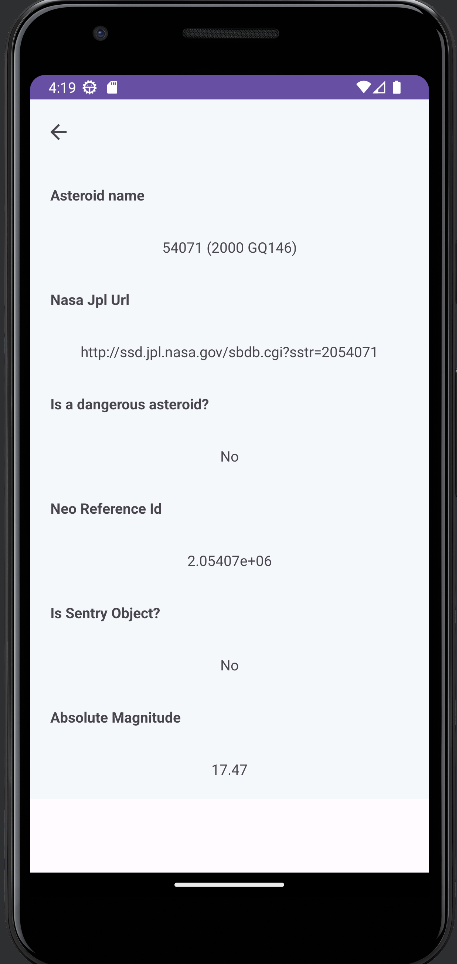 4:19
Asteroid name
54071 (2000 GQ146)
Nasa Jpl Url
http://ssd.jpl.nasa.gov/sbdb.cgi?sstr=2054071
Is a dangerous asteroid?
No
Neo Reference Id
2.05407e+06
Is Sentry Object?
No
Absolute Magnitude
17.47